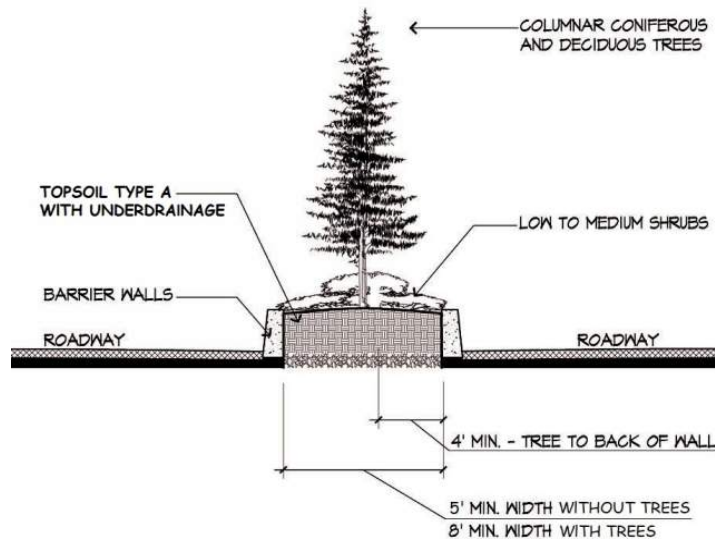 COLUMNAR CONIFEROUS
AND DECIDUOUS TREES
TOPSOIL TYPE A
WITH UNDERDRAINAGE
LOW TO MEDIUM SHRUBS
BARRIER WALLS
ROADWAY
ROADWAY
4' MIN. - TREE TO BACK OF WALL
5' MIN. WIDTH WITHOUT TREES
8' MIN. WIDTH WITH TREES